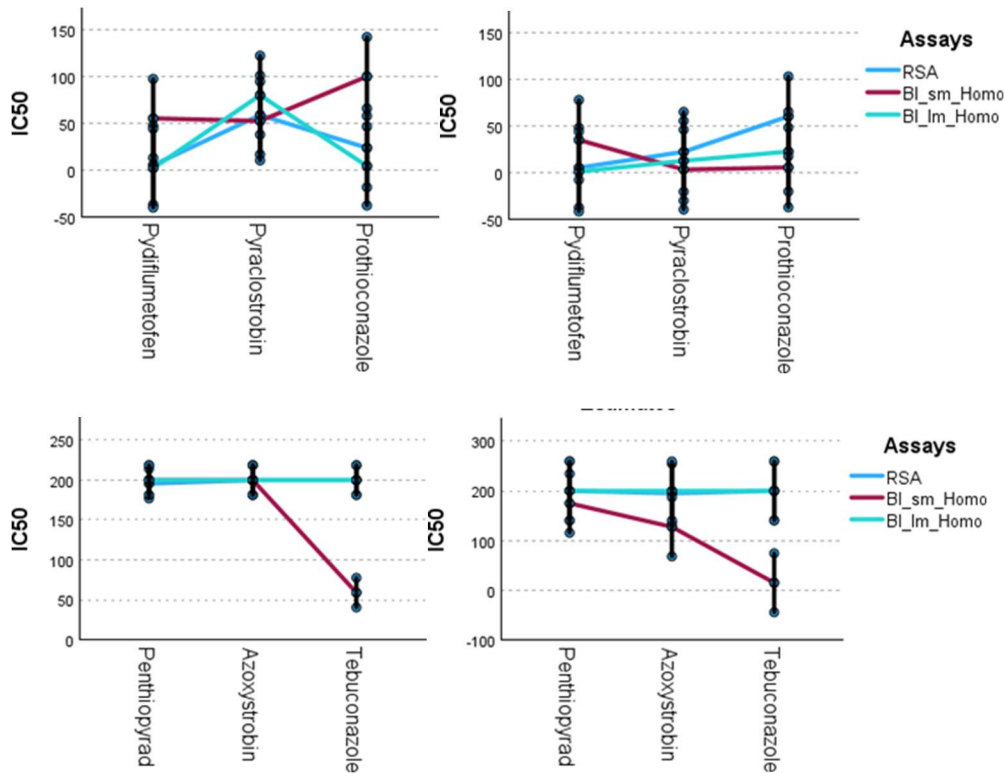 150
100
50
0
-50
IC50
Pydiflumetofen
Pyraclostrobin
Prothioconazole
150
100
50
0
-50
IC50
Pydiflumetofen
Pyraclostrobin
Prothioconazole
Assays
RSA
BI_sm_Homo
BI_lm_Homo
250
200
150
100
50
0
IC50
Penthiopyrad
Azoxystrobin
Tebuconazole
300
200
100
0
-100
IC50
Penthiopyrad
Azoxystrobin
Tebuconazole
Assays
RSA
BI_sm_Homo
BI_lm_Homo